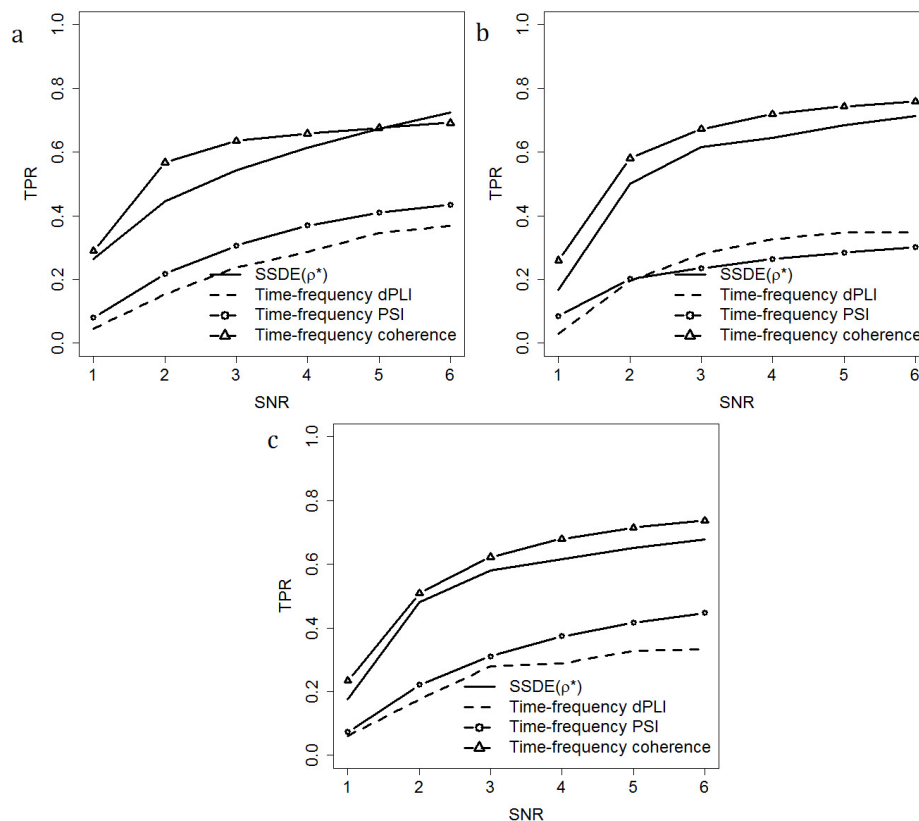 a
1.0
0.8
0.6
0.4
0.2
0.0
TPR
SSDE(ρ*)
Time-frequency dPLI
Time-frequency PSI
Time-frequency coherence
1 2 3 4 5 6
SNR
b
1.0
0.8
0.6
0.4
0.2
0.0
TPR
SSDE(ρ*)
Time-frequency dPLI
Time-frequency PSI
Time-frequency coherence
1 2 3 4 5 6
SNR
c
1.0
0.8
0.6
0.4
0.2
0.0
TPR
SSDE(ρ*)
Time-frequency dPLI
Time-frequency PSI
Time-frequency coherence
1 2 3 4 5 6
SNR